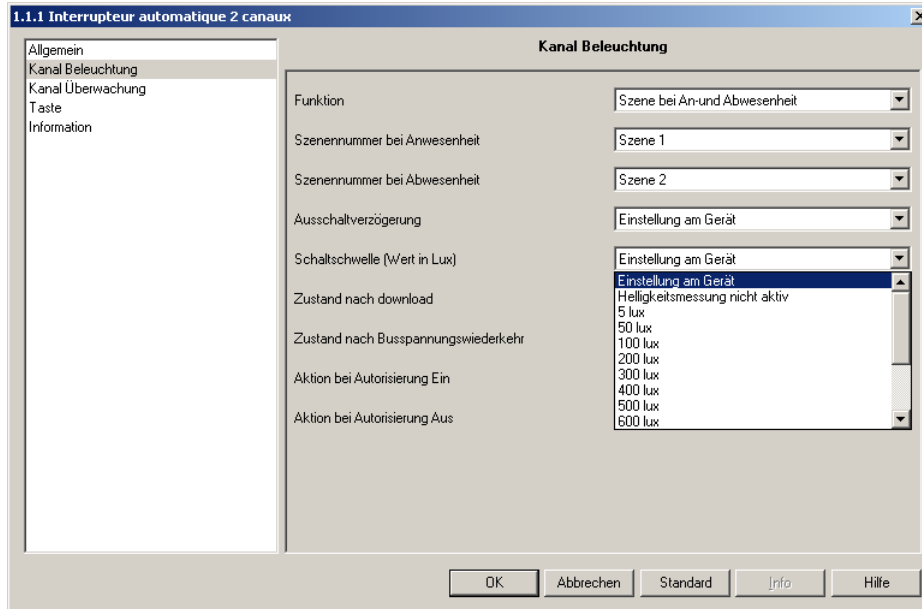 1.1.1 Interrupteur automatique 2 canaux
Allgemein
Kanal Beleuchtung
Kanal Überwachung
Taste
Information
Kanal Beleuchtung
Funktion
Szene bei An-und Abwesenheit
Szenennummer bei Anwesenheit
Szene 1
Szenennummer bei Abwesenheit
Szene 2
Ausschaltverzögerung
Einstellung am Gerät
Schaltschwelle (Wert in Lux)
Einstellung am Gerät
Einstellung am Gerät
Helligkeitsmessung nicht aktiv
5 lux
50 lux
100 lux
200 lux
300 lux
400 lux
500 lux
600 lux
Zustand nach download
Zustand nach Busspannungswiederkehr
Aktion bei Autorisierung Ein
Aktion bei Autorisierung Aus
OK
Abbrechen
Standard
Info
Hilfe